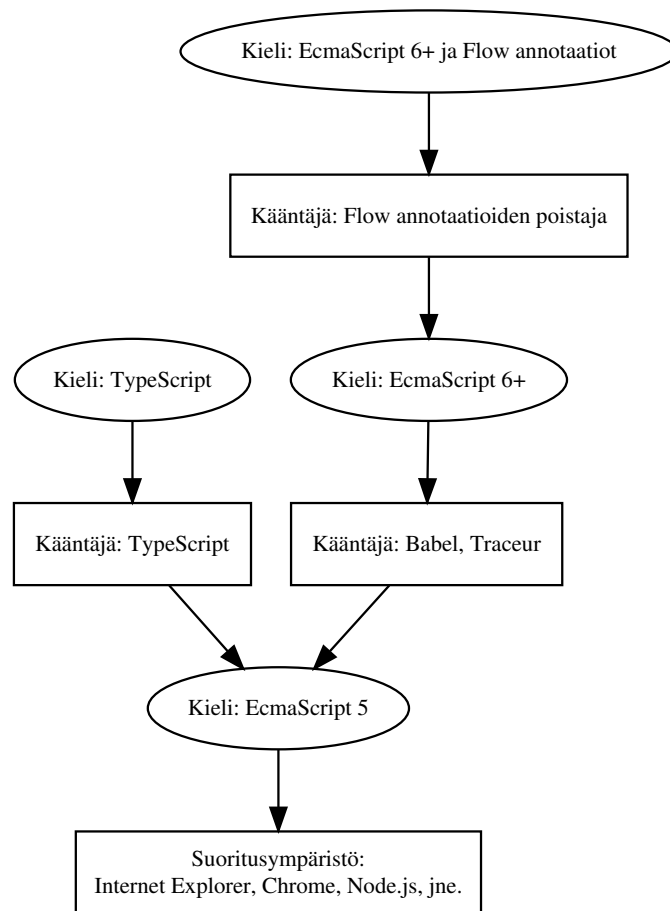 Kieli: EcmaScript 6+ ja Flow annotaatiot
Kääntäjä: Flow annotaatioiden poistaja
Kieli: TypeScript
Kieli: EcmaScript 6+
Kääntäjä: TypeScript
Kääntäjä: Babel, Traceur
Kieli: EcmaScript 5
Suoritusympäristö:
Internet Explorer, Chrome, Node.js, jne.